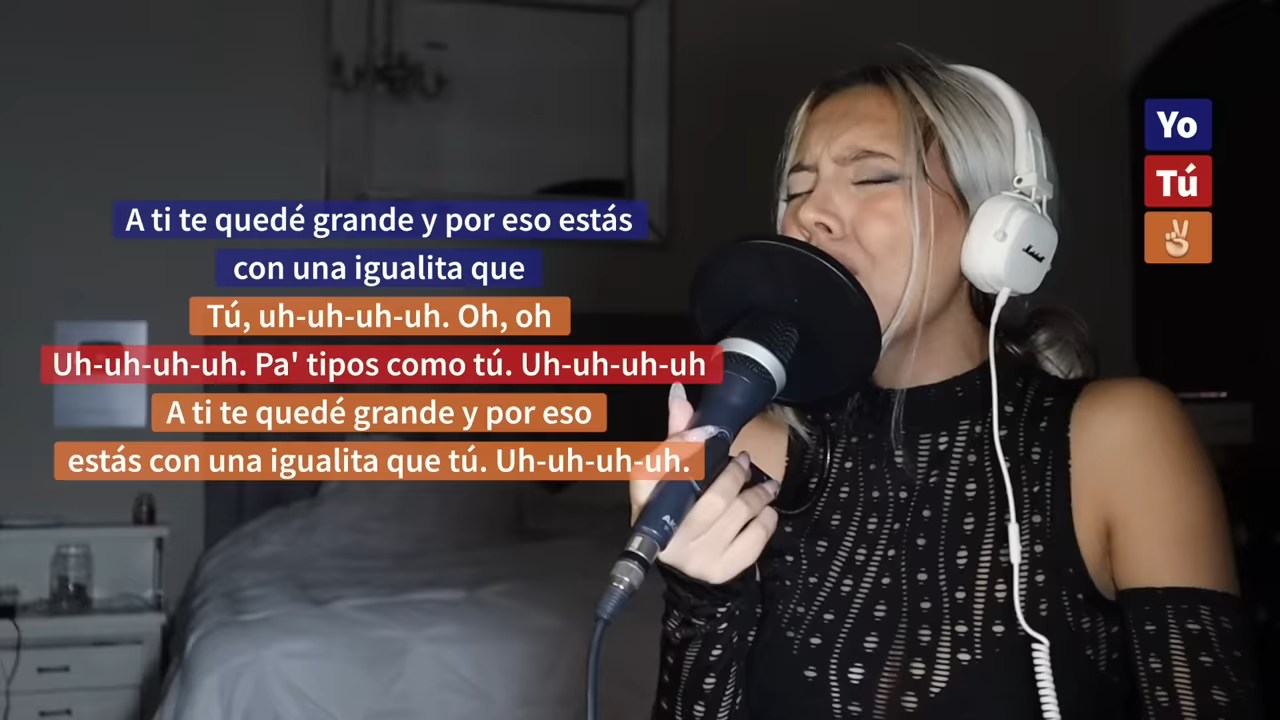 A ti te quedé grande y por eso estás
con una igualita que
Tú, uh-uh-uh-uh. Oh, oh
Uh-uh-uh-uh. Pa' tipos como tú. Uh-uh-uh-uh
A ti te quedé grande y por eso
estás con una igualita que tú. Uh-uh-uh-uh.
Yo
Tú
✌
Marshall